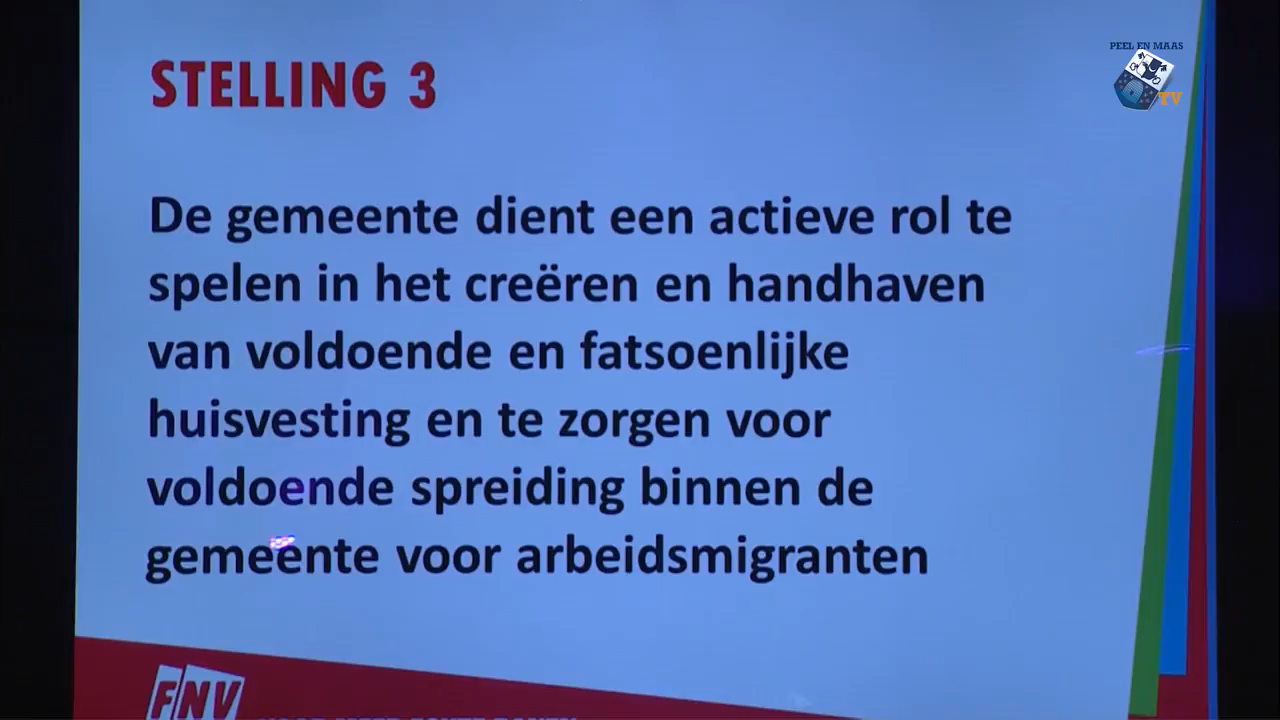 PEEL EN MAAS
TV
STELLING 3
De gemeente dient een actieve rol te
spelen in het creëren en handhaven
van voldoende en fatsoenlijke
huisvesting en te zorgen voor
voldoende spreiding binnen de
gemeente voor arbeidsmigranten
FNV